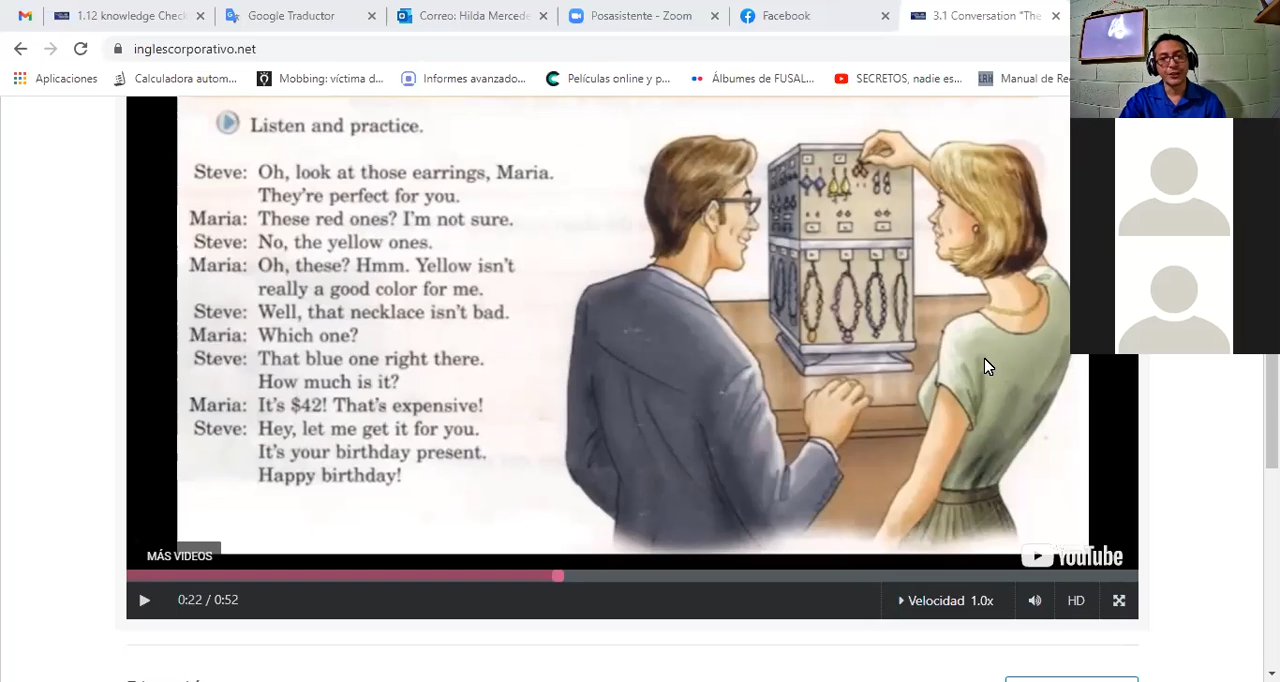 1.12 knowledge Check
Google Traductor
Correo: Hilda Mercede
Posasistente - Zoom
Facebook
3.1 Conversation "The
inglescorporativo.net
Aplicaciones
Calculadora autom...
Mobbing: víctima d...
Informes avanzado...
Películas online y p...
Álbumes de FUSAL...
SECRETOS, nadie es...
LRH
Manual de Re
Listen and practice.
Steve: Oh, look at those earrings, Maria.
They're perfect for you.
Maria: These red ones? I'm not sure.
Steve: No, the yellow ones.
Maria: Oh, these? Hmm. Yellow isn't
really a good color for me.
Steve: Well, that necklace isn't bad.
Maria: Which one?
Steve: That blue one right there.
How much is it?
Maria: It's $42! That's expensive!
Steve: Hey, let me get it for you.
It's your birthday present.
Happy birthday!
MÁS VIDEOS
YouTube
0:22 / 0:52
Velocidad 1.0x
HD